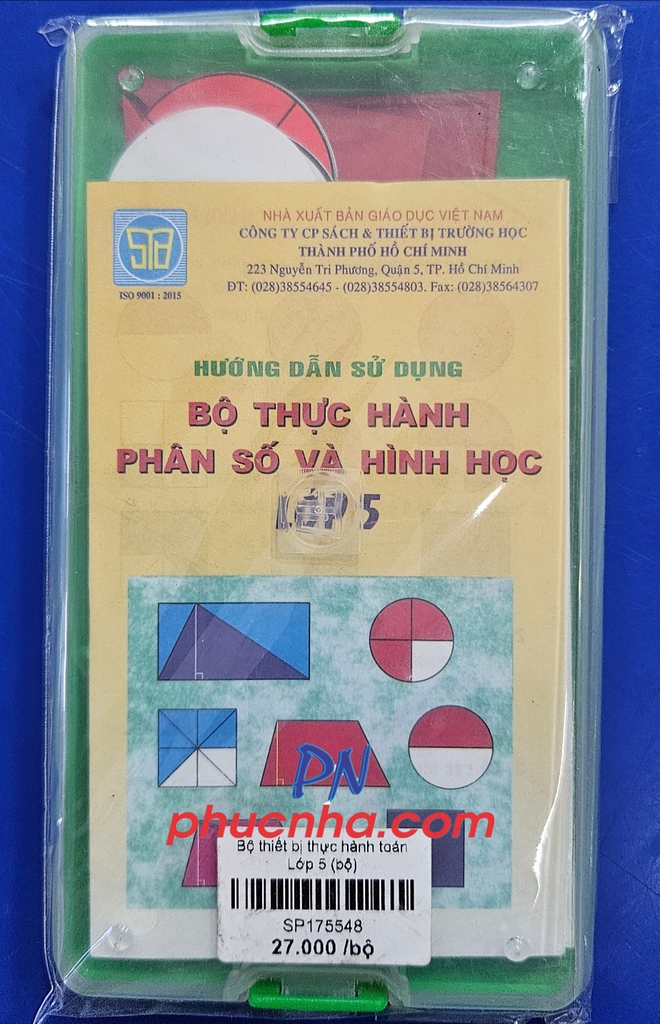 STB
ISO 9001 : 2015
NHÀ XUẤT BẢN GIÁO DỤC VIỆT NAM
CÔNG TY CP SÁCH & THIẾT BỊ TRƯỜNG HỌC
THÀNH PHỐ HỒ CHÍ MINH
223 Nguyễn Tri Phương, Quận 5, TP. Hồ Chí Minh
ĐT: (028)38554645 - (028)38554803. Fax: (028)38564307
HƯỚNG DẪN SỬ DỤNG
BỘ THỰC HÀNH
PHÂN SỐ VÀ HÌNH HỌC
LỚP 5
PN
phucnha.com
Bộ thiết bị thực hành toán
Lớp 5 (bộ)
SP175548
27.000 /bộ